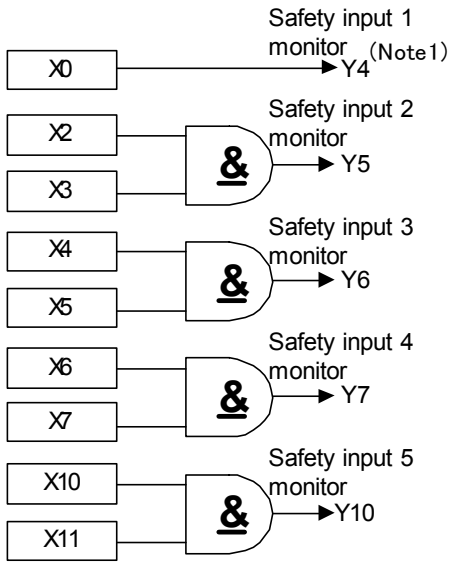 Safety input 1
monitor (Note1)
X0
Y4
Safety input 2
X2
monitor
&
Y5
X3
Safety input 3
X4
monitor
&
Y6
X5
Safety input 4
X6
monitor
&
Y7
X7
Safety input 5
X10
monitor
&
Y10
X11